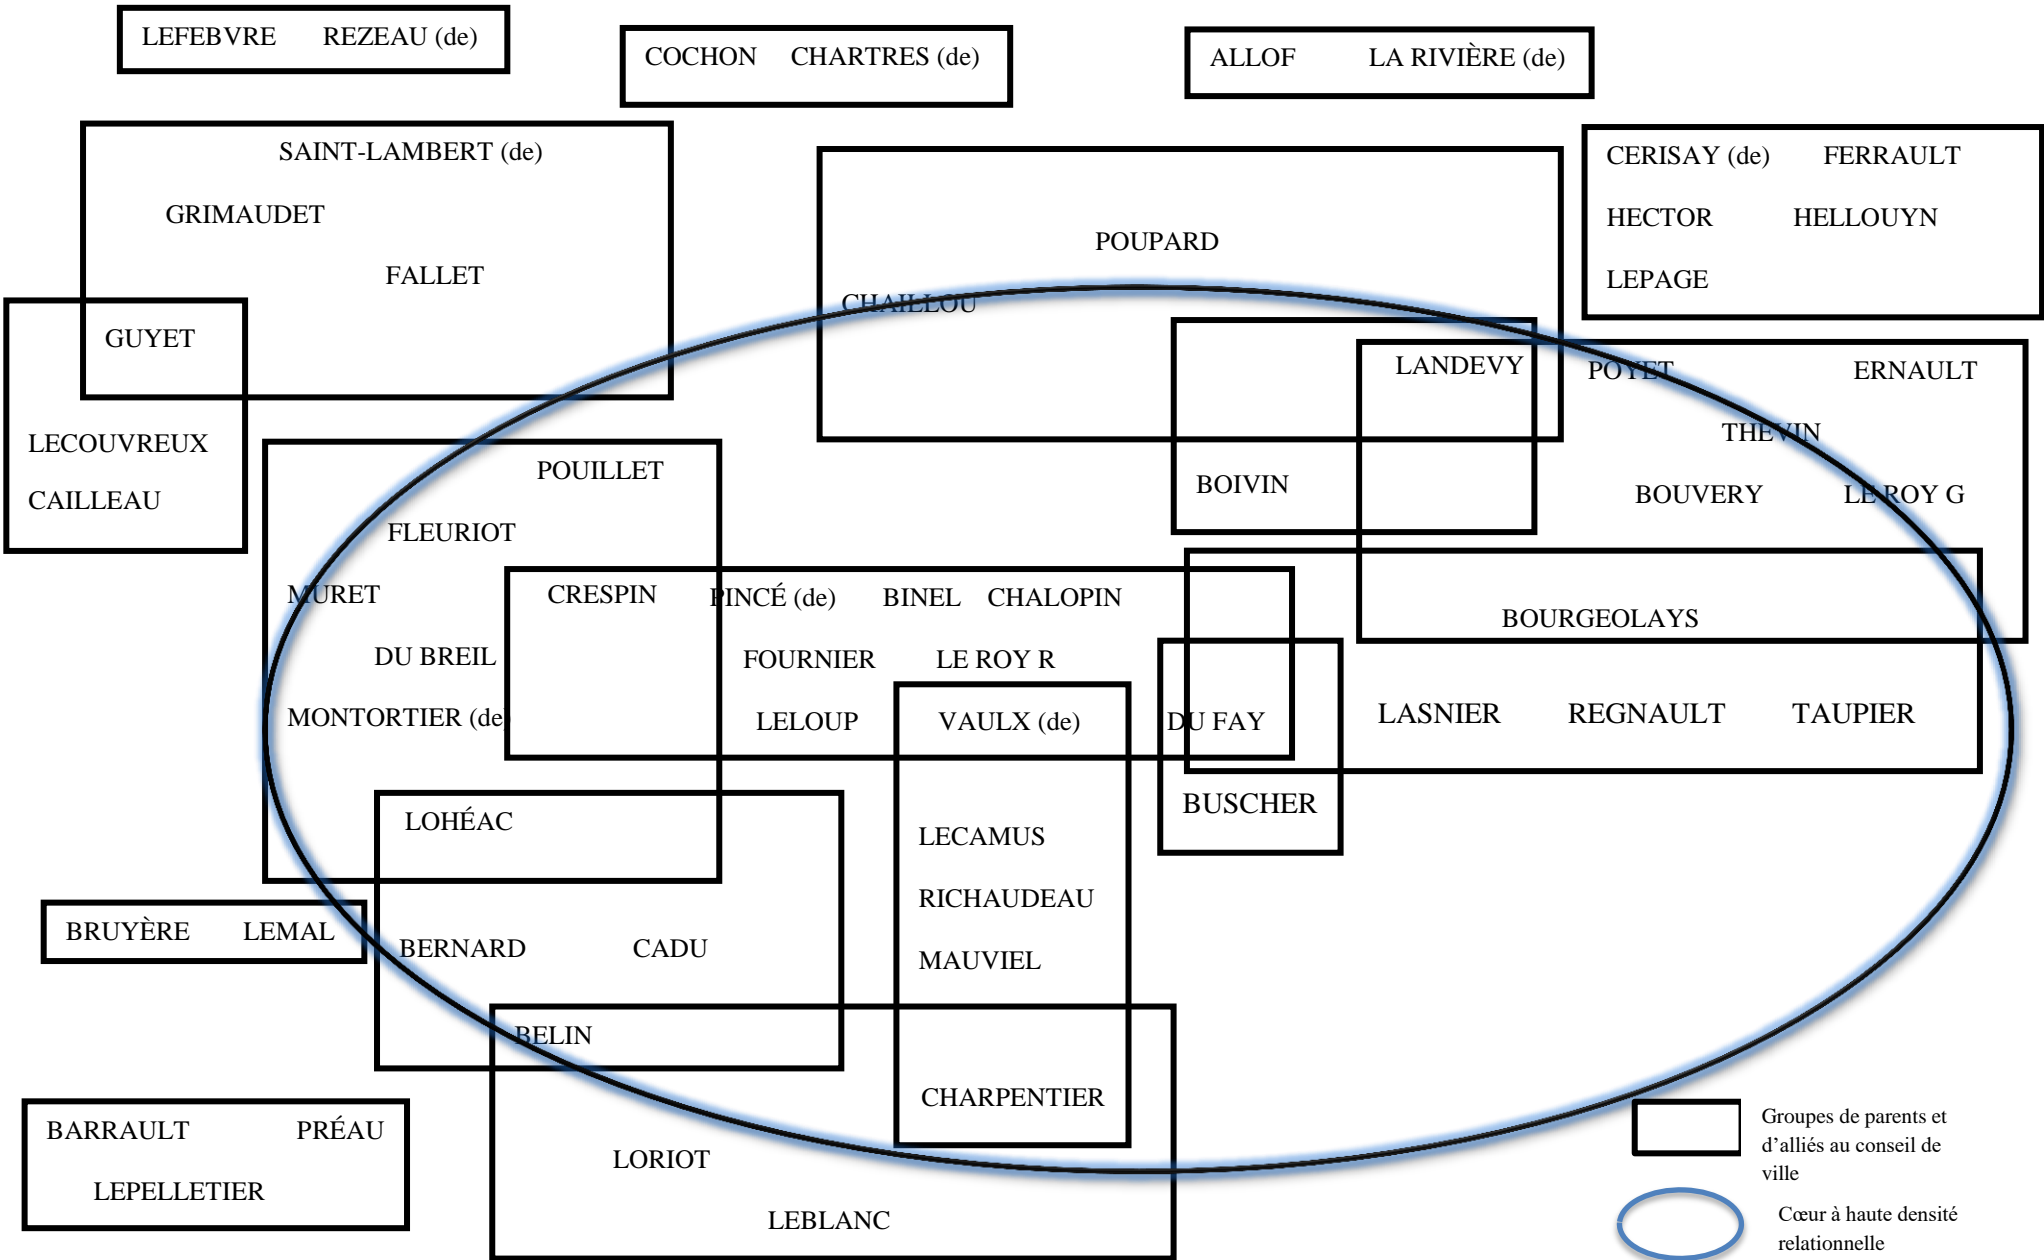 LEFEBVRE REZEAU (de)
COCHON CHARTRES (de)
ALLOF LA RIVIÈRE (de)
SAINT-LAMBERT (de)
GRIMAUDET
FALLET
GUYET
LECOUVREUX
CAILLEAU
POUPARD
CHAILLOU
CERISAY (de) FERRAULT
HECTOR HELLOUYN
LEPAGE
LANDEVY
BOIVIN
POYET ERNAULT
THÉVIN
BOUVERY LE ROY G
BOURGEOLAYS
LASNIER REGNAULT TAUPIER
POUILLET
FLEURIOT
MURET
DU BREIL
MONTORTIER (de)
CRESPIN PINCÉ (de) BINEL CHALOPIN
FOURNIER LE ROY R
LELOUP VAULX (de) DU FAY
BUSCHER
LOHÉAC
LECAMUS
RICHAUDEAU
MAUVIEL
BRUYÈRE LEMAL
BERNARD CADU
BELIN
CHARPENTIER
LORIOT
LEBLANC
BARRAULT PRÉAU
LEPELLETIER
Groupes de parents et
d’alliés au conseil de
ville
Cœur à haute densité
relationnelle